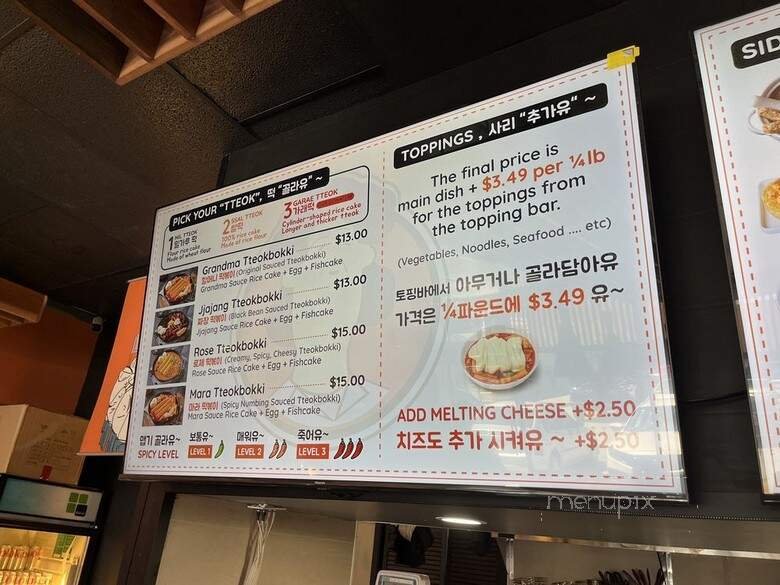 PICK YOUR "TTEOK", 떡 "골라유" ~
1 MIL TTEOK
밀가루 떡
Flour rice cake
Made of wheat flour
2 SSAL TTEOK
쌀떡
100% rice cake
Made of rice flour
3 GARAE TTEOK
가래떡
Cylinder-shaped rice cake
Longer and thicker tteok
Grandma Tteokbokki $13.00
할머니 떡볶이 (Original Sauced Tteokbokki)
Grandma Sauce Rice Cake + Egg + Fishcake
Jjajang Tteokbokki $13.00
짜장 떡볶이 (Black Bean Sauced Tteokbokki)
Jjajang Sauce Rice Cake + Egg + Fishcake
Rose Tteokbokki $15.00
로제 떡볶이 (Creamy, Spicy, Cheesy Tteokbokki)
Rose Sauce Rice Cake + Egg + Fishcake
Mara Tteokbokki $15.00
마라 떡볶이 (Spicy Numbing Sauced Tteokbokki)
Mara Sauce Rice Cake + Egg + Fishcake
맵기 골라유~ 보통유~ 매워유~ 죽어유~
SPICY LEVEL LEVEL 1 LEVEL 2 LEVEL 3
TOPPINGS , 사리 "추가유" ~
The final price is
main dish + $3.49 per ¼lb
for the toppings from
the topping bar.
(Vegetables, Noodles, Seafood .... etc)
토핑바에서 아무거나 골라담아유
가격은 ¼파운드에 $3.49 유~
ADD MELTING CHEESE +$2.50
치즈도 추가 시켜유 ~ +$2.50
SID
menupix